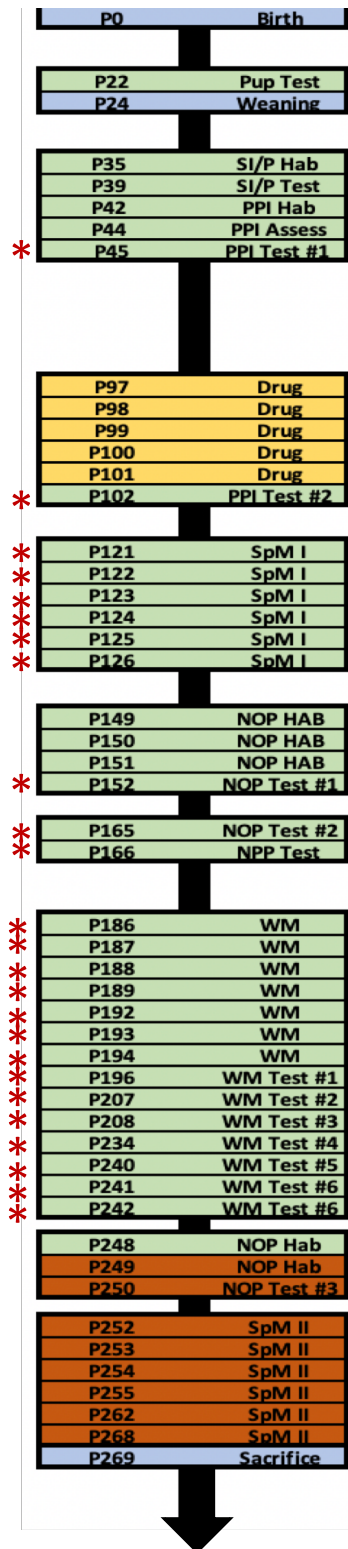 P0 Birth
P22 Pup Test
P24 Weaning
P35 SI/P Hab
P39 SI/P Test
P42 PPI Hab
P44 PPI Assess
* P45 PPI Test #1
P97 Drug
P98 Drug
P99 Drug
P100 Drug
P101 Drug
* P102 PPI Test #2
* P121 SpM I
* P122 SpM I
* P123 SpM I
* P124 SpM I
* P125 SpM I
* P126 SpM I
P149 NOP HAB
P150 NOP HAB
P151 NOP HAB
* P152 NOP Test #1
* P165 NOP Test #2
* P166 NPP Test
* P186 WM
* P187 WM
* P188 WM
* P189 WM
* P192 WM
* P193 WM
* P194 WM
* P196 WM Test #1
* P207 WM Test #2
* P208 WM Test #3
* P234 WM Test #4
* P240 WM Test #5
* P241 WM Test #6
* P242 WM Test #6
P248 NOP Hab
P249 NOP Hab
P250 NOP Test #3
P252 SpM II
P253 SpM II
P254 SpM II
P255 SpM II
P262 SpM II
P268 SpM II
P269 Sacrifice